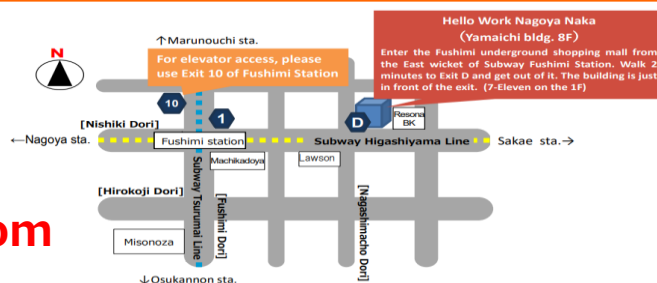 Hello Work Nagoya Naka
(Yamaichi bldg. 8F)
Enter the Fushimi underground shopping mall from
the East wicket of Subway Fushimi Station. Walk 2
minutes to Exit D and get out of it. The building is just
in front of the exit. (7-Eleven on the 1F)
↑Marunouchi sta.
For elevator access, please
use Exit 10 of Fushimi Station
N
10
1
D
Resona
BK
[Nishiki Dori]
←Nagoya sta.
Fushimi station
Subway Higashiyama Line
Sakae sta.→
Machikadoya
Lawson
[Hirokoji Dori]
Subway Tsurumai Line
[Fushimi Dori]
[Nagashimacho Dori]
om
Misonoza
↓Osukannon sta.